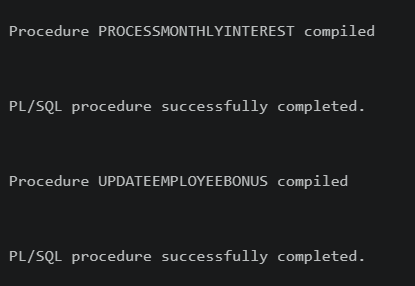 Procedure PROCESSMONTHLYINTEREST compiled
PL/SQL procedure successfully completed.
Procedure UPDATEEMPLOYEEBONUS compiled
PL/SQL procedure successfully completed.